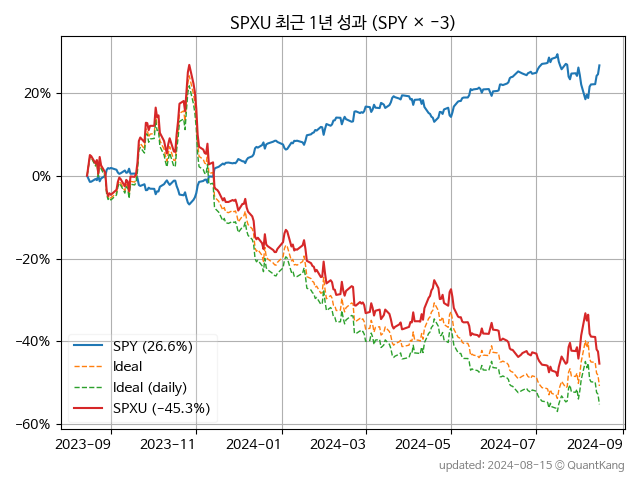 SPXU 최근 1년 성과 (SPY × −3)
20%
0%
−20%
−40%
−60%
SPY (26.6%)
Ideal
Ideal (daily)
SPXU (−45.3%)
2023-09 2023-11 2024-01 2024-03 2024-05 2024-07 2024-09
updated: 2024-08-15 © QuantKang